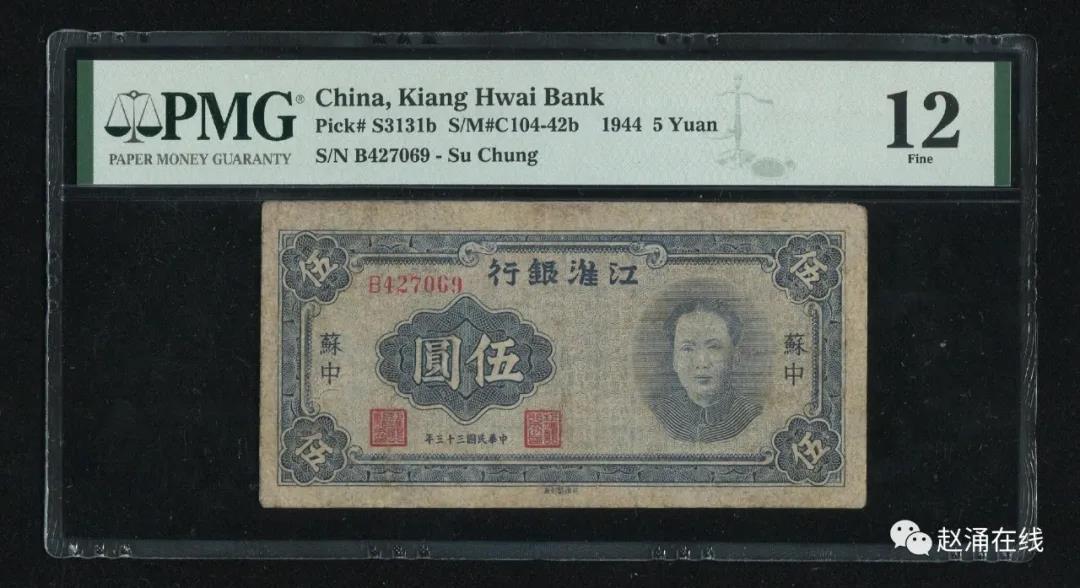 PMG®
PAPER MONEY GUARANTY
China, Kiang Hwai Bank
Pick# S3131b S/M#C104-42b 1944 5 Yuan
S/N B427069 - Su Chung
12
Fine
伍
伍
行銀淮江
B427069
蘇中
圓伍
蘇中
年三十三國民華中
伍
伍
赵涌在线